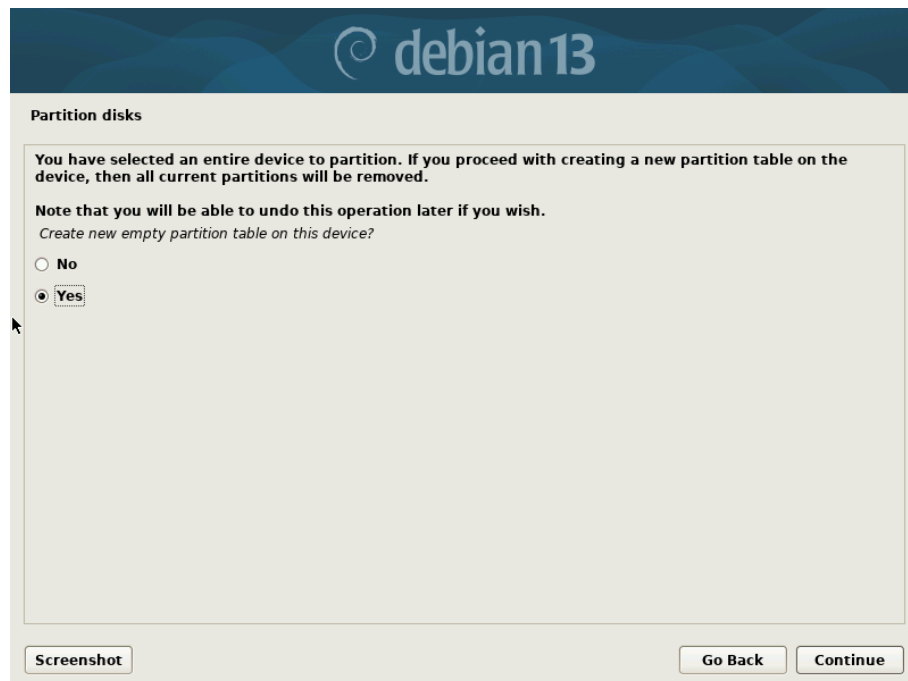 debian 13
Partition disks
You have selected an entire device to partition. If you proceed with creating a new partition table on the
device, then all current partitions will be removed.
Note that you will be able to undo this operation later if you wish.
Create new empty partition table on this device?
No
Yes
Screenshot
Go Back
Continue